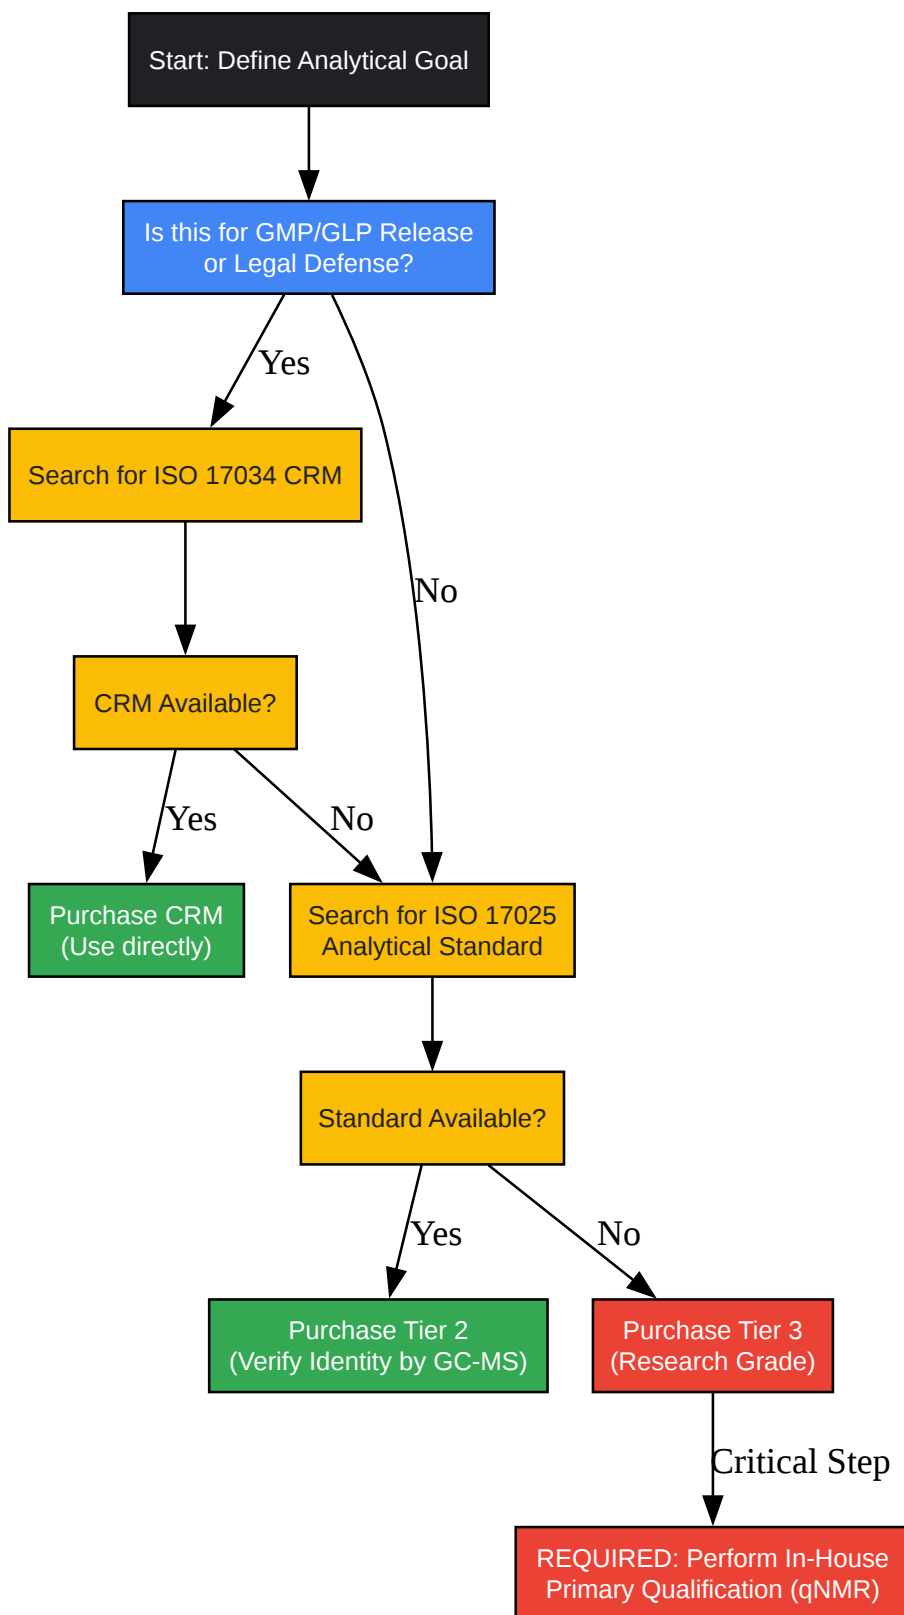 Start: Define Analytical Goal
Is this for GMP/GLP Release
or Legal Defense?
Yes
Search for ISO 17034 CRM
No
CRM Available?
Yes
No
Purchase CRM
(Use directly)
Search for ISO 17025
Analytical Standard
Standard Available?
Yes
No
Purchase Tier 2
(Verify Identity by GC-MS)
Purchase Tier 3
(Research Grade)
Critical Step
REQUIRED: Perform In-House
Primary Qualification (qNMR)